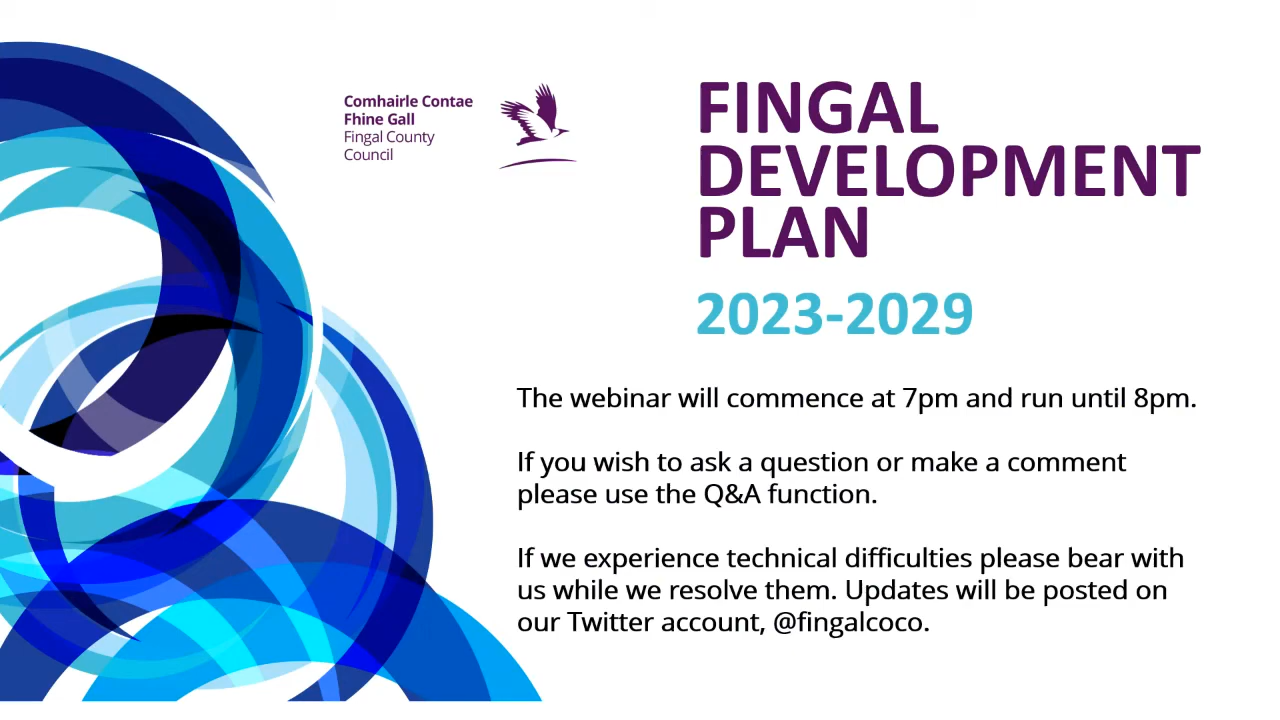 Comhairle Contae
Fhine Gall
Fingal County
Council
FINGAL
DEVELOPMENT
PLAN
2023-2029
The webinar will commence at 7pm and run until 8pm.
If you wish to ask a question or make a comment
please use the Q&A function.
If we experience technical difficulties please bear with
us while we resolve them. Updates will be posted on
our Twitter account, @fingalcoco.